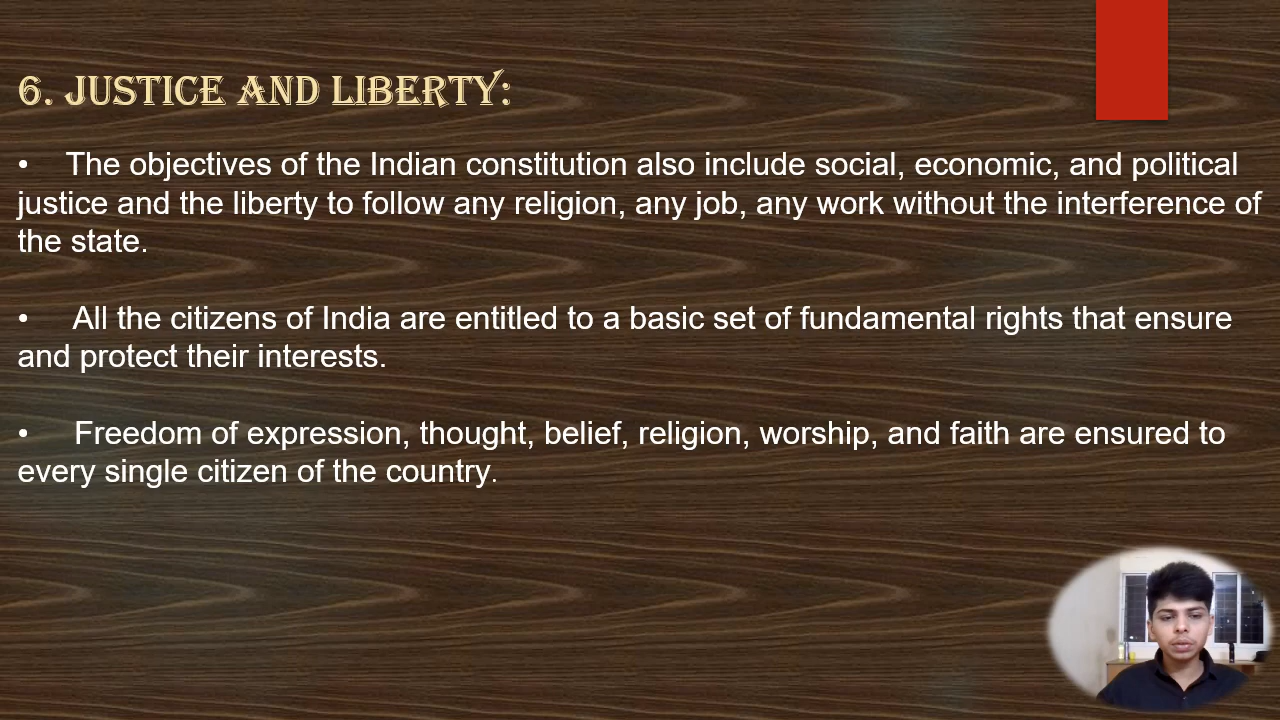 6. JUSTICE AND LIBERTY:
• The objectives of the Indian constitution also include social, economic, and political
justice and the liberty to follow any religion, any job, any work without the interference of
the state.
• All the citizens of India are entitled to a basic set of fundamental rights that ensure
and protect their interests.
• Freedom of expression, thought, belief, religion, worship, and faith are ensured to
every single citizen of the country.